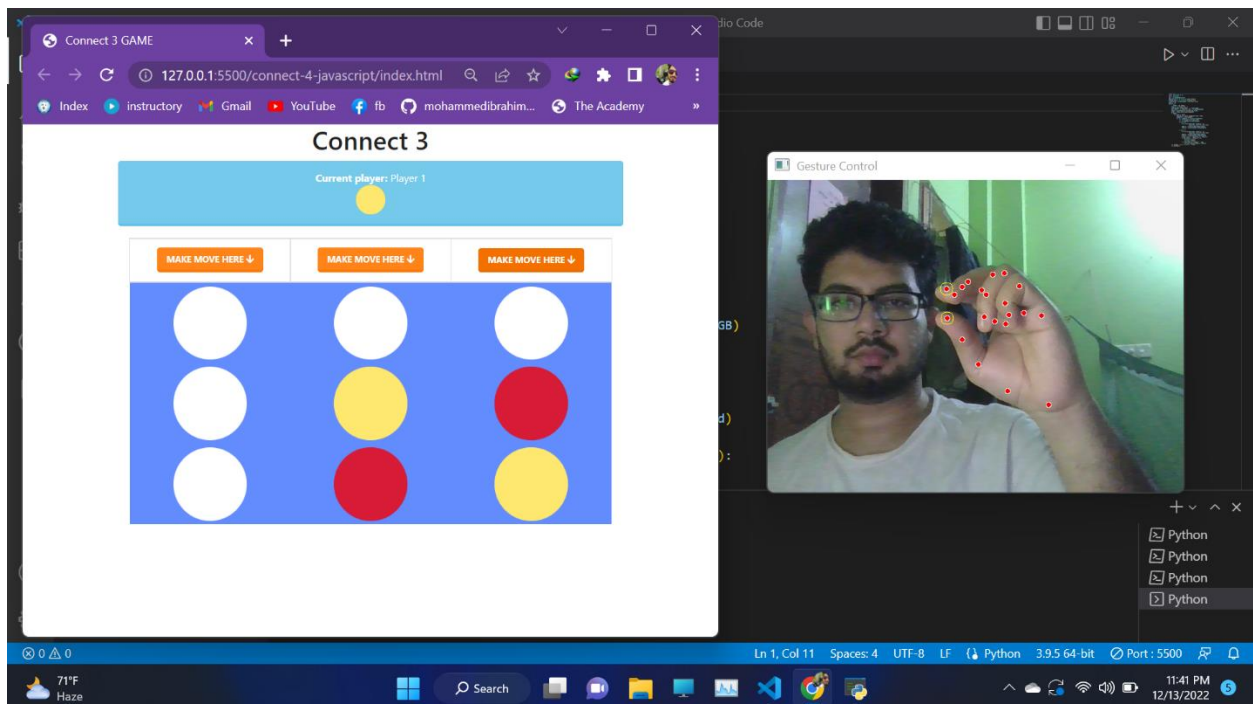 dio Code
Connect 3 GAME
127.0.0.1:5500/connect-4-javascript/index.html
Index instructory Gmail YouTube fb mohammedibrahim... The Academy »
Connect 3
Current player: Player 1
MAKE MOVE HERE ↓ MAKE MOVE HERE ↓ MAKE MOVE HERE ↓
Gesture Control
GB)
d)
):
Python
Python
Python
Python
0 0 Ln 1, Col 11 Spaces: 4 UTF-8 LF Python 3.9.5 64-bit Port : 5500
71°F
Haze
Search
11:41 PM
12/13/2022
5